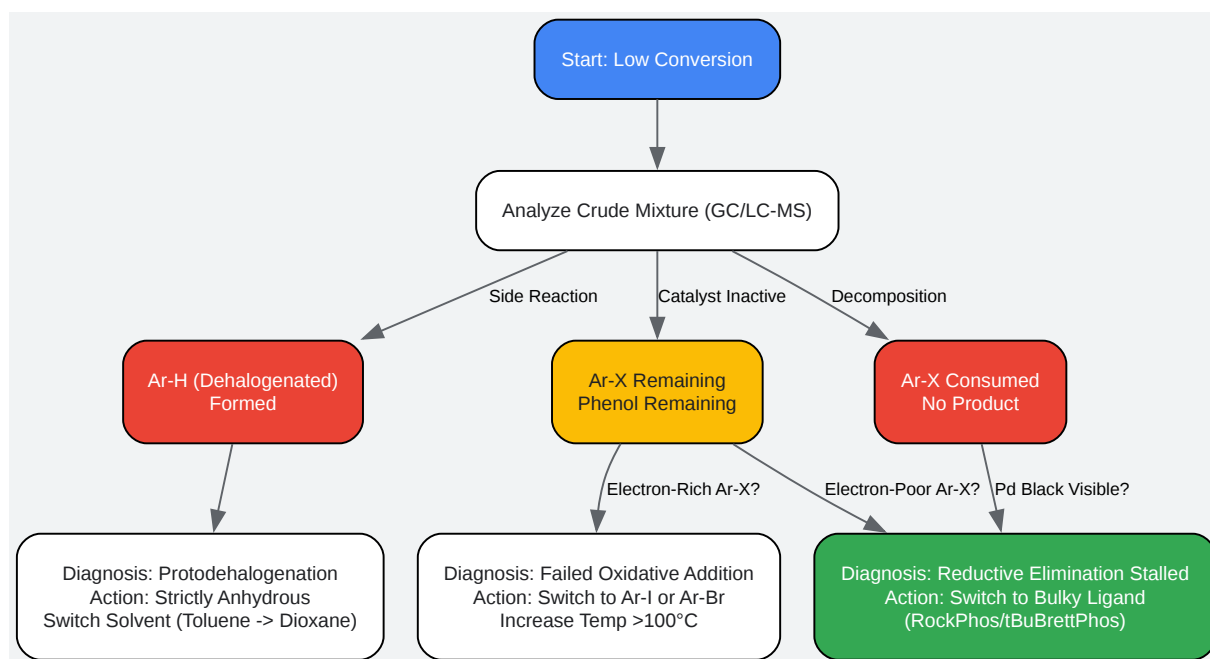 Start: Low Conversion
Analyze Crude Mixture (GC/LC-MS)
Side Reaction
Catalyst Inactive
Decomposition
Ar-H (Dehalogenated)
Formed
Ar-X Remaining
Phenol Remaining
Ar-X Consumed
No Product
Electron-Rich Ar-X?
Electron-Poor Ar-X?
Pd Black Visible?
Diagnosis: Protodehalogenation
Action: Strictly Anhydrous
Switch Solvent (Toluene -> Dioxane)
Diagnosis: Failed Oxidative Addition
Action: Switch to Ar-I or Ar-Br
Increase Temp >100°C
Diagnosis: Reductive Elimination Stalled
Action: Switch to Bulky Ligand
(RockPhos/tBuBrettPhos)